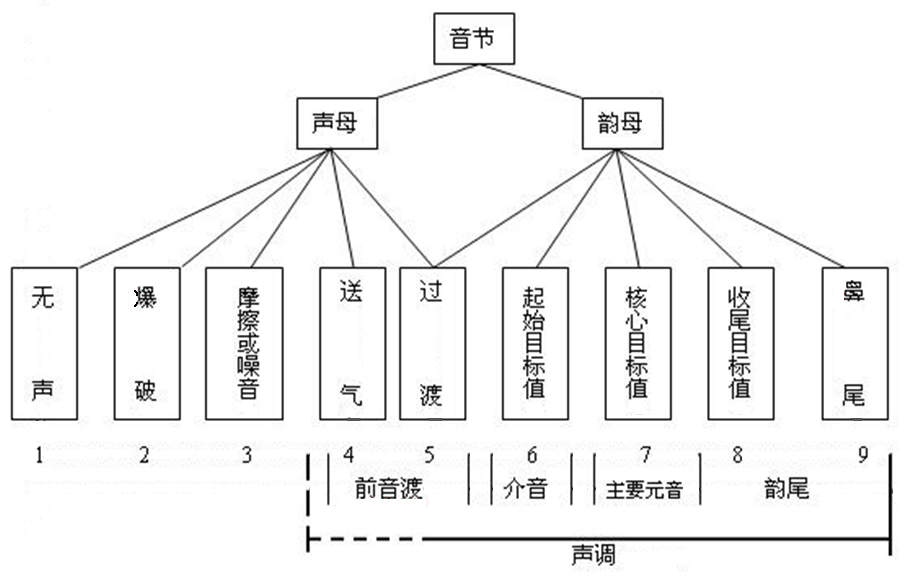 音节
声母
韵母
无声
爆破
摩擦或噪音
送气
过渡
起始目标值
核心目标值
收尾目标值
鼻尾
1 2 3 4 5 6 7 8 9
前音渡 介音 主要元音 韵尾
声调